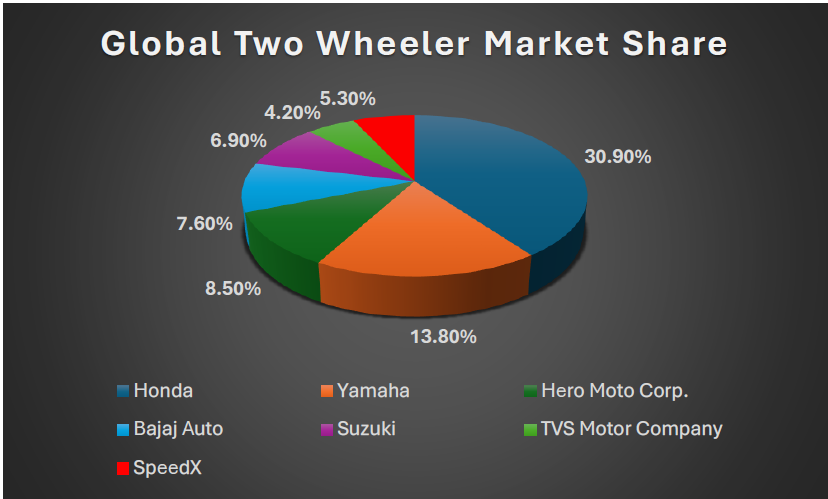 Global Two Wheeler Market Share
5.30%
4.20%
6.90%
30.90%
7.60%
8.50%
13.80%
Honda
Yamaha
Hero Moto Corp.
Bajaj Auto
Suzuki
TVS Motor Company
SpeedX